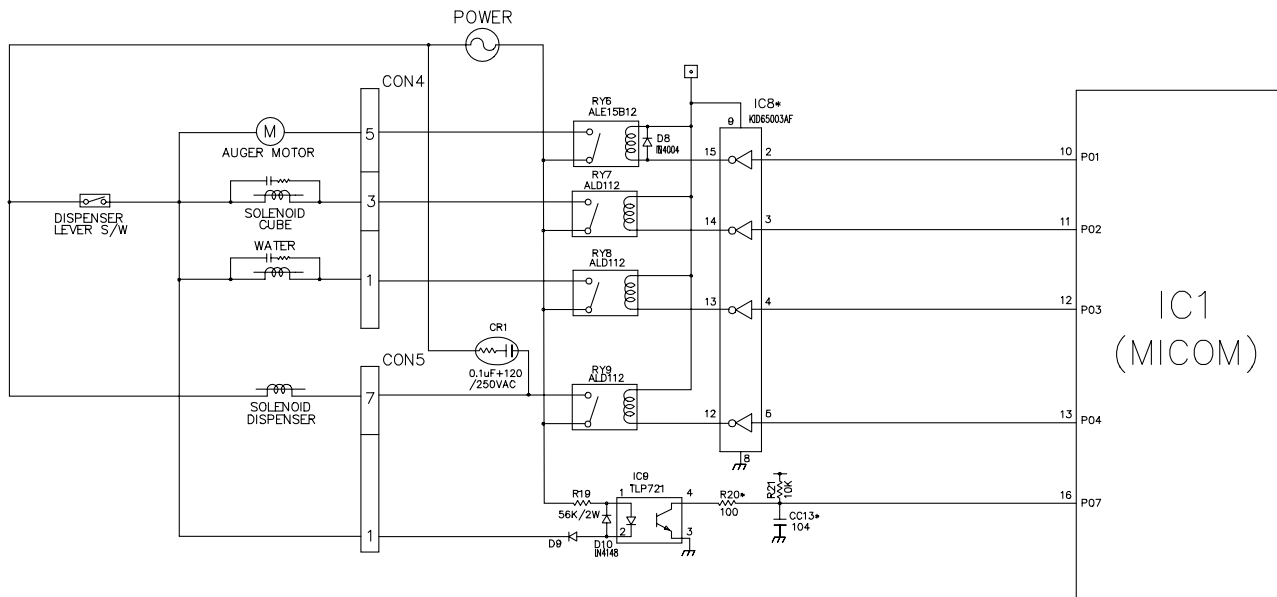 POWER
CON4
RY6
ALE15B12
IC8*
KID65003AF
9
M
AUGER MOTOR
5
D8
IN4004
15
2
10
P01
RY7
ALD112
3
14
3
11
P02
SOLENOID
CUBE
DISPENSER
LEVER S/W
WATER
1
RY8
ALD112
13
4
12
P03
IC1
(MICOM)
CR1
0.1uF+120
/250VAC
CON5
7
RY9
ALD112
12
5
13
P04
SOLENOID
DISPENSER
8
IC9
TLP721
R19
56K/2W
1
4
2
3
R20*
100
R21
10K
16
P07
CC13*
104
1
D9
D10
IN4148